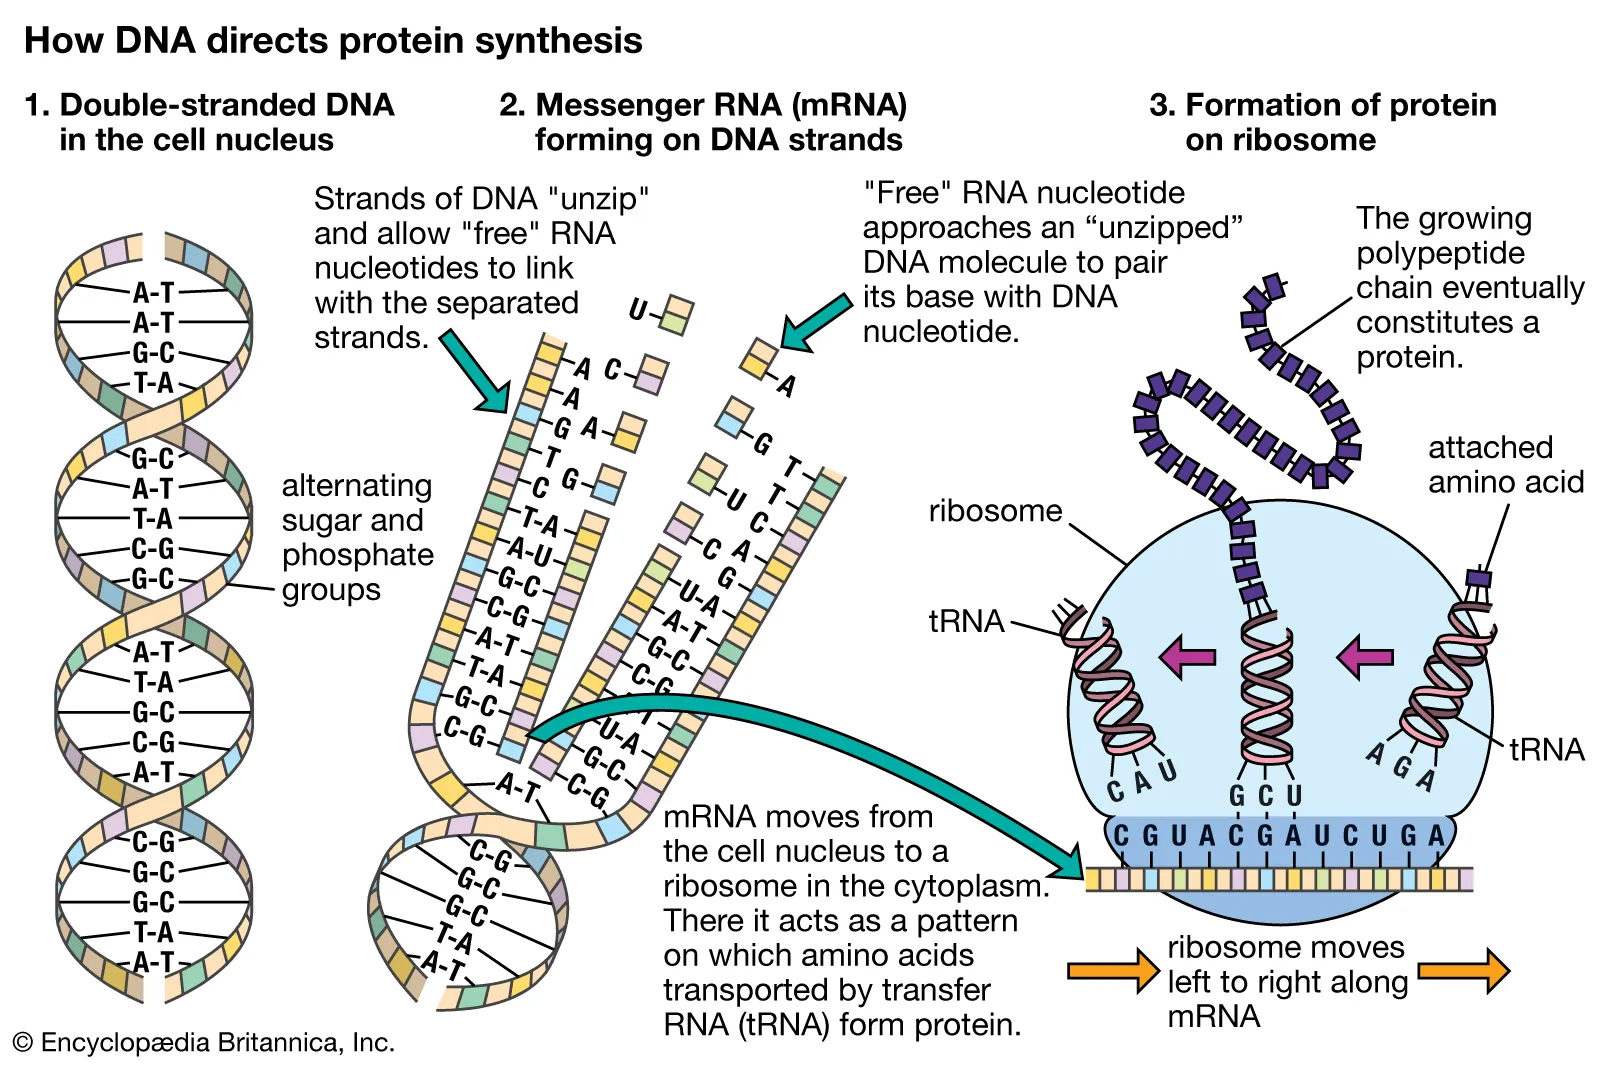 How DNA directs protein synthesis
1. Double-stranded DNA
in the cell nucleus
2. Messenger RNA (mRNA)
forming on DNA strands
3. Formation of protein
on ribosome
Strands of DNA "unzip"
and allow "free" RNA
nucleotides to link
with the separated
strands.
"Free" RNA nucleotide
approaches an “unzipped”
DNA molecule to pair
its base with DNA
nucleotide.
The growing
polypeptide
chain eventually
constitutes a
protein.
A-T
A-T
G-C
T-A
G-C
A-T
T-A
C-G
G-C
A-T
T-A
G-C
C-G
A-T
C-G
G-C
G-C
T-A
A-T
alternating
sugar and
phosphate
groups
U
A C
A
G A
T
G
C
T-A
A-U
G-C
C-G
A-T
T-A
G-C
C-G
A-T
A
G
T
U
T
C
C
A
G
U-A
A-T
G-C
C-G
T
U-A
G-C
C-G
C-G
G-C
G-C
T-A
A-T
ribosome
attached
amino acid
tRNA
tRNA
C A U
G C U
A G A
C G U A C G A U C U G A
mRNA moves from
the cell nucleus to a
ribosome in the cytoplasm.
There it acts as a pattern
on which amino acids
transported by transfer
RNA (tRNA) form protein.
ribosome moves
left to right along
mRNA
© Encyclopædia Britannica, Inc.